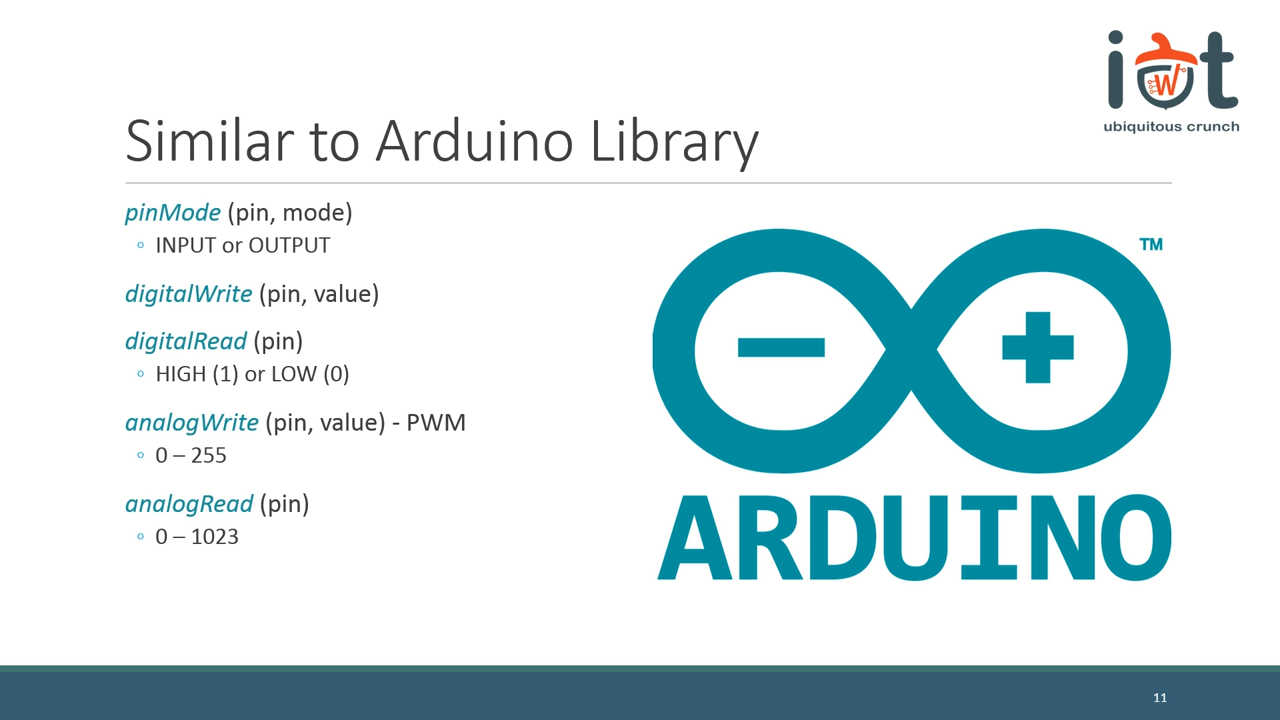 iot
ubiquitous crunch
Similar to Arduino Library
pinMode (pin, mode)
◦ INPUT or OUTPUT
digitalWrite (pin, value)
digitalRead (pin)
◦ HIGH (1) or LOW (0)
analogWrite (pin, value) - PWM
◦ 0 – 255
analogRead (pin)
◦ 0 – 1023
TM
ARDUINO
11